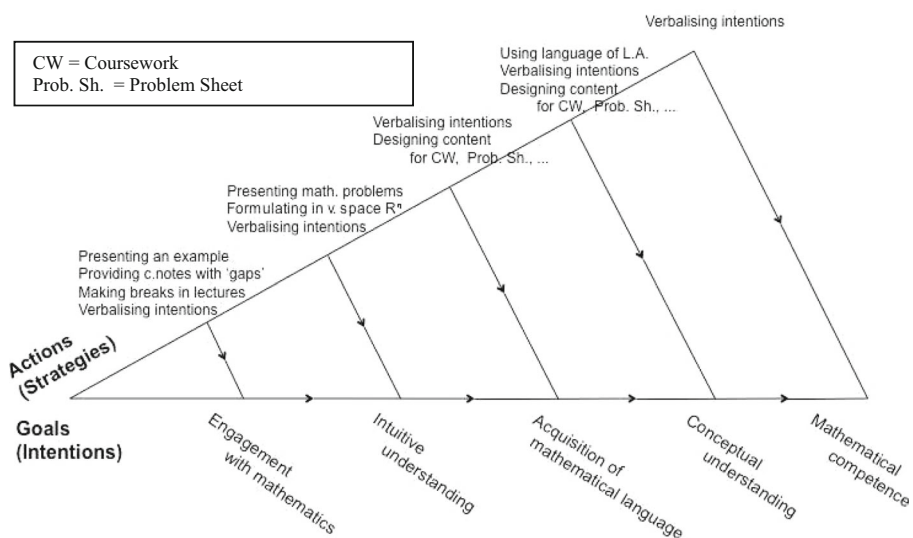 Verbalising intentions
CW = Coursework
Prob. Sh. = Problem Sheet
Using language of L.A.
Verbalising intentions
Designing content
for CW, Prob. Sh., ...
Verbalising intentions
Designing content
for CW, Prob. Sh., ...
Presenting math. problems
Formulating in v. space Rⁿ
Verbalising intentions
Presenting an example
Providing c.notes with ‘gaps’
Making breaks in lectures
Verbalising intentions
Actions
(Strategies)
Goals
(Intentions)
Engagement
with mathematics
Intuitive
understanding
Acquisition of
mathematical language
Conceptual
understanding
Mathematical
competence